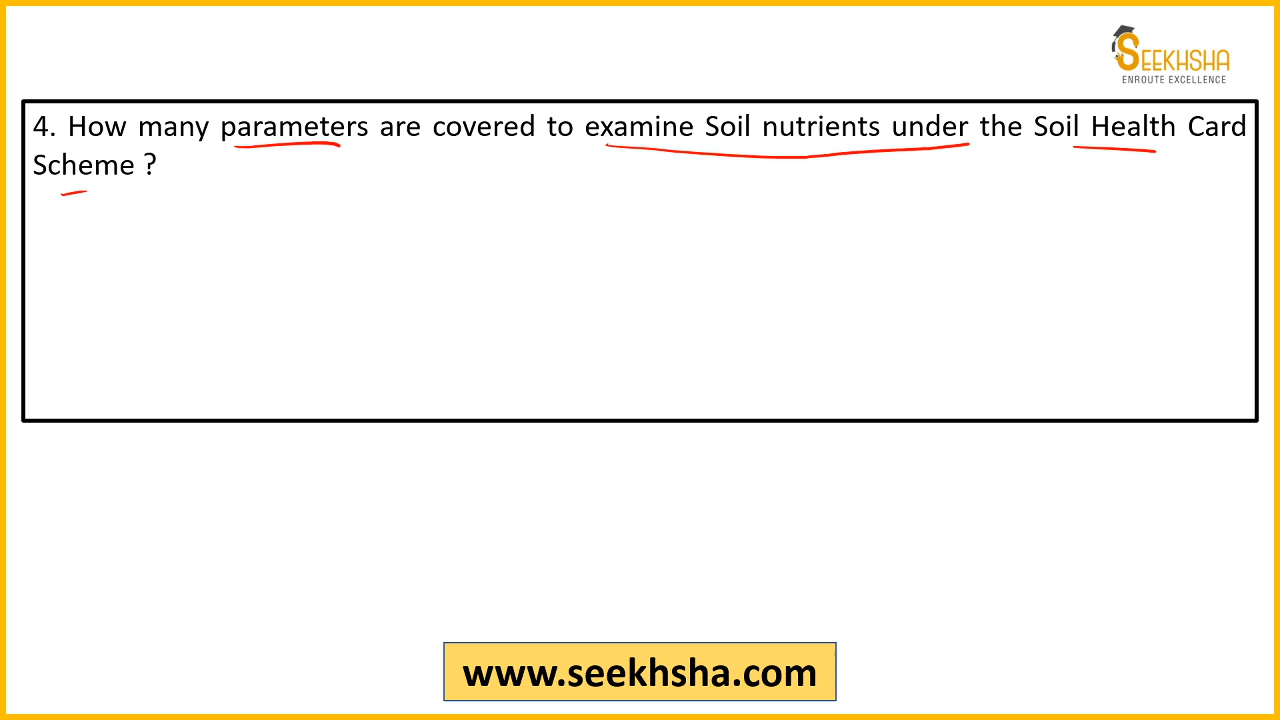 SEEKHSHA
ENROUTE EXCELLENCE
4. How many parameters are covered to examine Soil nutrients under the Soil Health Card
Scheme ?
www.seekhsha.com